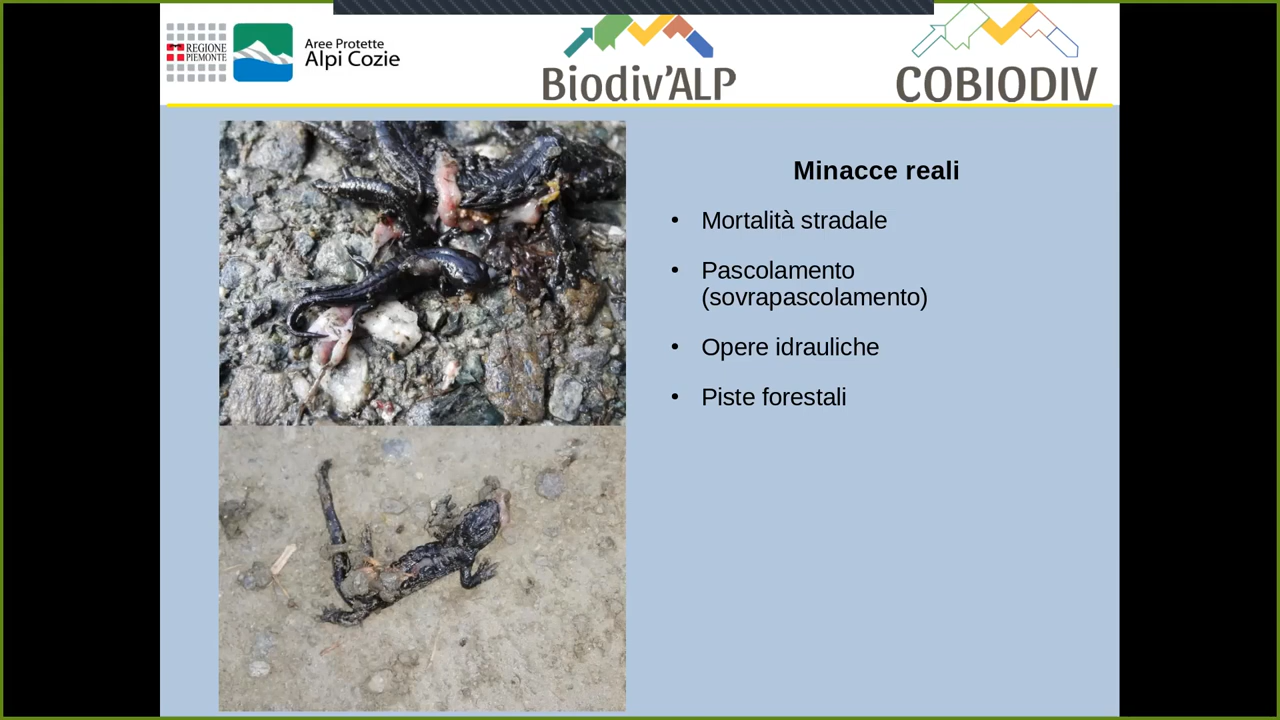 REGIONE
PIEMONTE
Aree Protette
Alpi Cozie
Biodiv'ALP
COBIODIV
Minacce reali
• Mortalità stradale
• Pascolamento
(sovrapascolamento)
• Opere idrauliche
• Piste forestali